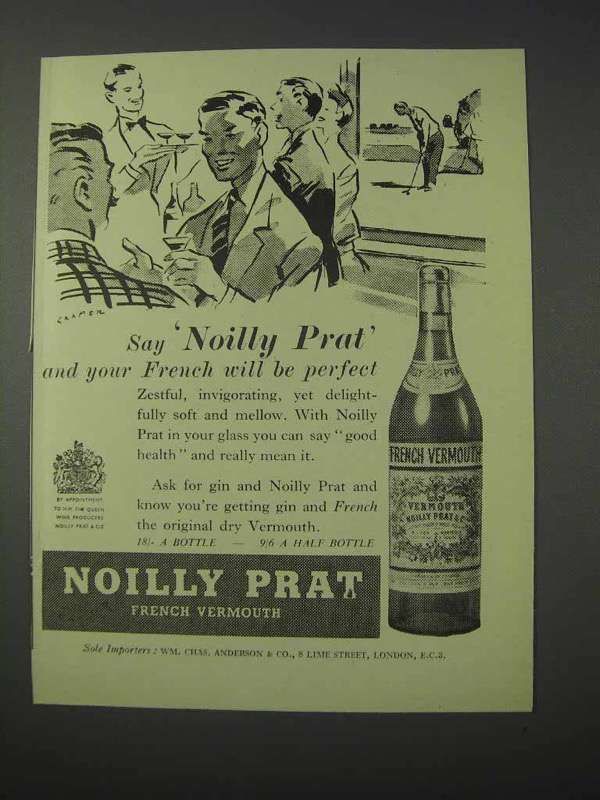 CRAMER
Say 'Noilly Prat'
and your French will be perfect
Zestful, invigorating, yet delight-
fully soft and mellow. With Noilly
Prat in your glass you can say "good
health" and really mean it.
Ask for gin and Noilly Prat and
know you're getting gin and French
the original dry Vermouth.
18/- A BOTTLE — 9/6 A HALF BOTTLE
BY APPOINTMENT
TO H.M. THE QUEEN
WINE PRODUCERS
NOILLY PRAT & CIE
FRENCH VERMOUTH
VERMOUTH
NOILLY PRAT & C
NOILLY PRAT
FRENCH VERMOUTH
Sole Importers: WM. CHAS. ANDERSON & CO., 8 LIME STREET, LONDON, E.C.3.